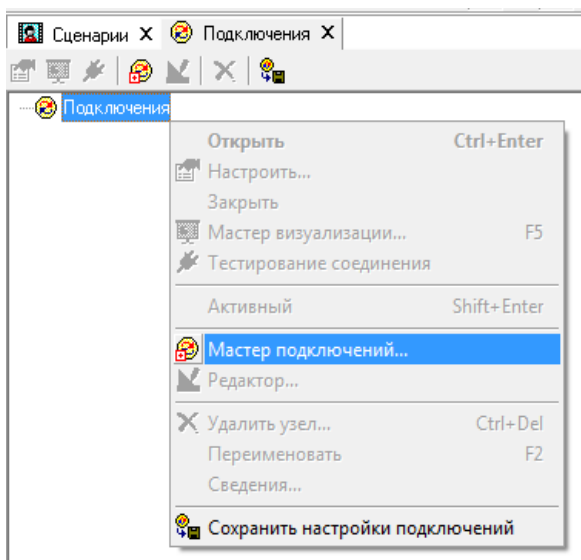 Сценарии X Подключения X
Подключения
Открыть Ctrl+Enter
Настроить...
Закрыть
Мастер визуализации... F5
Тестирование соединения
Активный Shift+Enter
Мастер подключений...
Редактор...
Удалить узел... Ctrl+Del
Переименовать F2
Сведения...
Сохранить настройки подключений